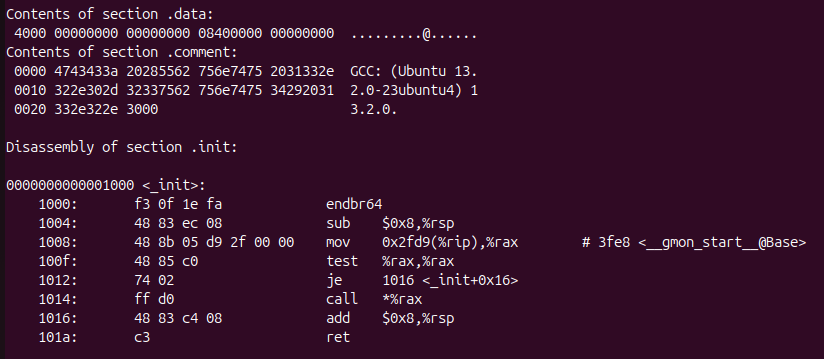 Contents of section .data:
 4000 00000000 00000000 08400000 00000000  .........@......
Contents of section .comment:
 0000 4743433a 20285562 756e7475 2031332e  GCC: (Ubuntu 13.
 0010 322e302d 32337562 756e7475 34292031  2.0-23ubuntu4) 1
 0020 332e322e 3000                        3.2.0.
Disassembly of section .init:
0000000000001000 <_init>:
    1000:	f3 0f 1e fa          	endbr64
    1004:	48 83 ec 08          	sub    $0x8,%rsp
    1008:	48 8b 05 d9 2f 00 00 	mov    0x2fd9(%rip),%rax        # 3fe8 <__gmon_start__@Base>
    100f:	48 85 c0             	test   %rax,%rax
    1012:	74 02                	je     1016 <_init+0x16>
    1014:	ff d0                	call   *%rax
    1016:	48 83 c4 08          	add    $0x8,%rsp
    101a:	c3                   	ret